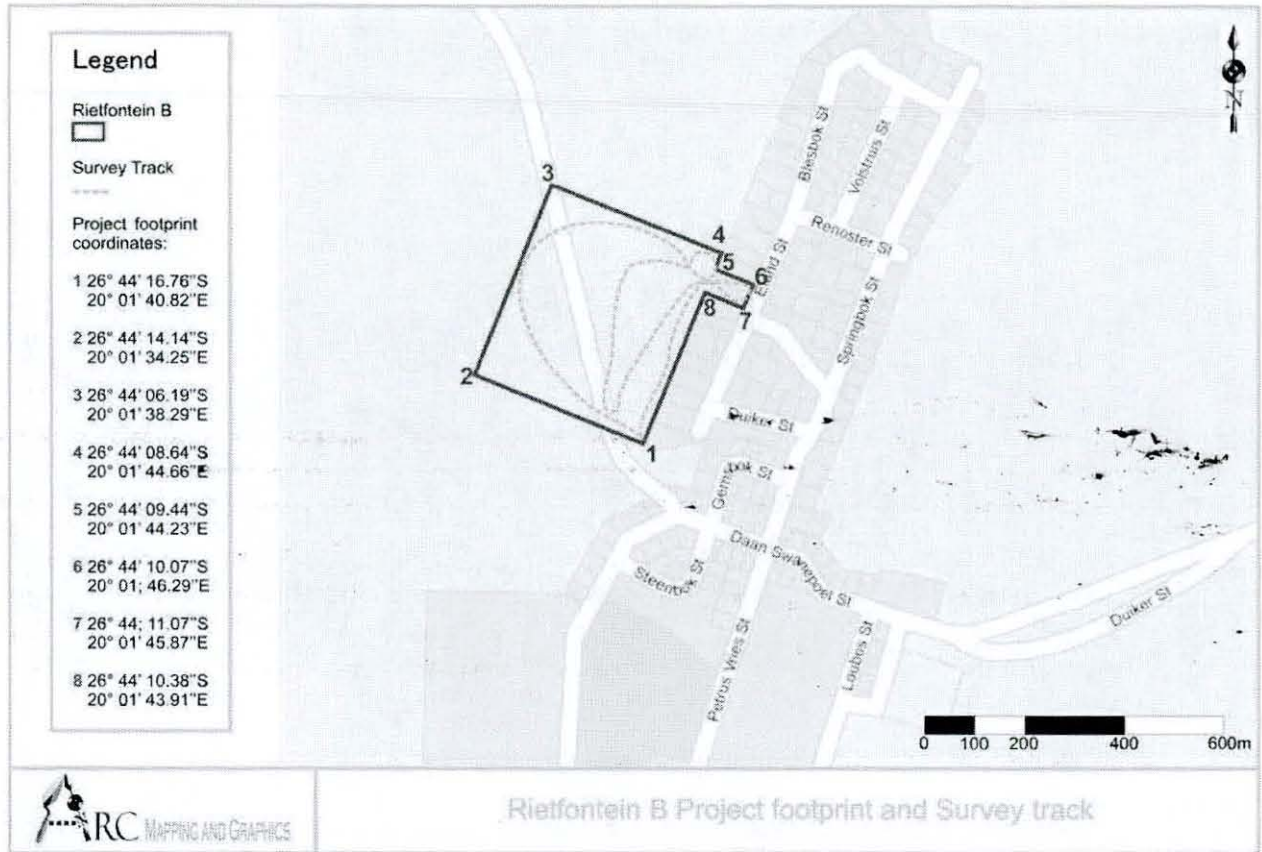 Legend
Rietfontein B
Survey Track
Project footprint
coordinates:
1 26° 44' 16.76"S
20° 01' 40.82"E
2 26° 44' 14.14"S
20° 01' 34.25"E
3 26° 44' 06.19"S
20° 01' 38.29"E
4 26° 44' 08.64"S
20° 01' 44.66"E
5 26° 44' 09.44"S
20° 01' 44.23"E
6 26° 44' 10.07"S
20° 01; 46.29"E
7 26° 44; 11.07"S
20° 01' 45.87"E
8 26° 44' 10.38"S
20° 01' 43.91"E
N
Blesbok St
Volstruis St
Renoster St
Eland St
Springbok St
3
4
5
6
7
8
2
1
Duiker St
Gemsbok St
Daan Swanepoel St
Steenbok St
Petrus Vries St
Loubos St
Duiker St
0 100 200 400 600m
ARC MAPPING AND GRAPHICS
Rietfontein B Project footprint and Survey track